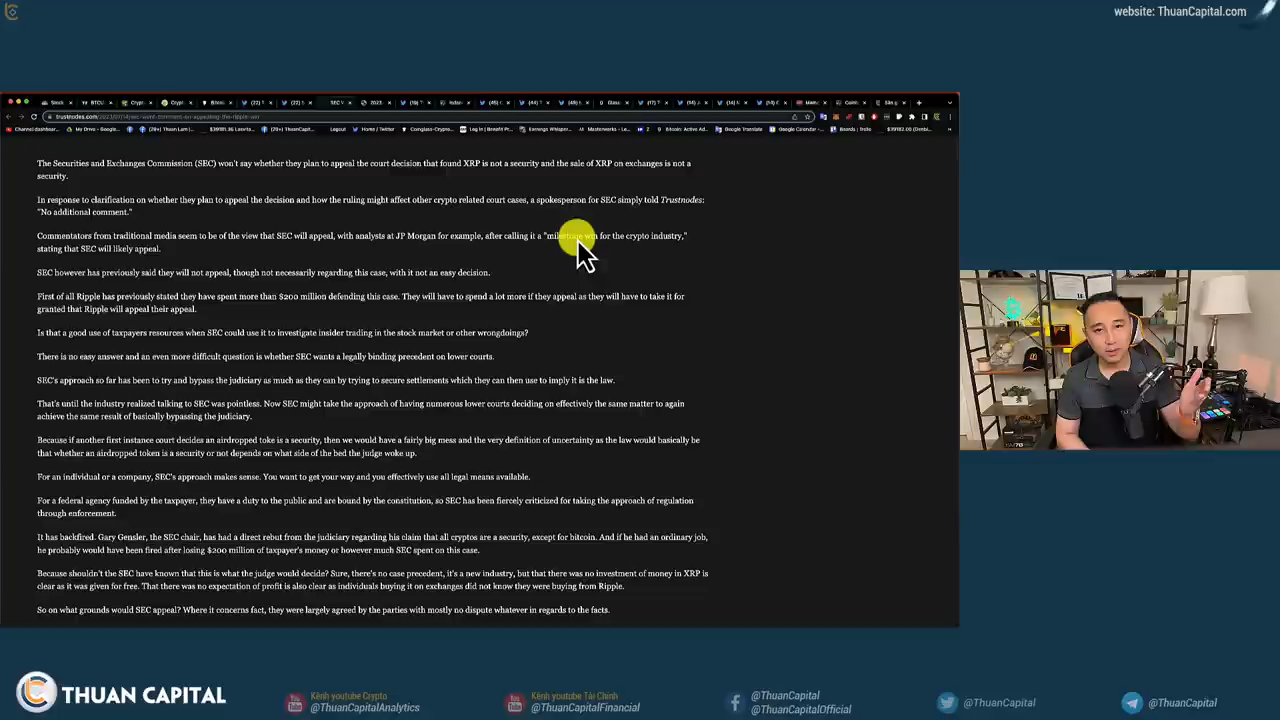 website: ThuanCapital.com
trustnodes.com/2023/07/14/sec-wont-comment-on-appealing-the-ripple-win
The Securities and Exchanges Commission (SEC) won't say whether they plan to appeal the court decision that found XRP is not a security and the sale of XRP on exchanges is not a
security.
In response to clarification on whether they plan to appeal the decision and how the ruling might affect other crypto related court cases, a spokesperson for SEC simply told Trustnodes:
"No additional comment."
Commentators from traditional media seem to be of the view that SEC will appeal, with analysts at JP Morgan for example, after calling it a "milestone win for the crypto industry,"
stating that SEC will likely appeal.
SEC however has previously said they will not appeal, though not necessarily regarding this case, with it not an easy decision.
First of all Ripple has previously stated they have spent more than $200 million defending this case. They will have to spend a lot more if they appeal as they will have to take it for
granted that Ripple will appeal their appeal.
Is that a good use of taxpayers resources when SEC could use it to investigate insider trading in the stock market or other wrongdoings?
There is no easy answer and an even more difficult question is whether SEC wants a legally binding precedent on lower courts.
SEC's approach so far has been to try and bypass the judiciary as much as they can by trying to secure settlements which they can then use to imply it is the law.
That's until the industry realized talking to SEC was pointless. Now SEC might take the approach of having numerous lower courts deciding on effectively the same matter to again
achieve the same result of basically bypassing the judiciary.
Because if another first instance court decides an airdropped toke is a security, then we would have a fairly big mess and the very definition of uncertainty as the law would basically be
that whether an airdropped token is a security or not depends on what side of the bed the judge woke up.
For an individual or a company, SEC's approach makes sense. You want to get your way and you effectively use all legal means available.
For a federal agency funded by the taxpayer, they have a duty to the public and are bound by the constitution, so SEC has been fiercely criticized for taking the approach of regulation
through enforcement.
It has backfired. Gary Gensler, the SEC chair, has had a direct rebut from the judiciary regarding his claim that all cryptos are a security, except for bitcoin. And if he had an ordinary job,
he probably would have been fired after losing $200 million of taxpayer's money or however much SEC spent on this case.
Because shouldn't the SEC have known that this is what the judge would decide? Sure, there's no case precedent, it's a new industry, but that there was no investment of money in XRP is
clear as it was given for free. That there was no expectation of profit is also clear as individuals buying it on exchanges did not know they were buying from Ripple.
So on what grounds would SEC appeal? Where it concerns fact, they were largely agreed by the parties with mostly no dispute whatever in regards to the facts.
THUAN CAPITAL
Kênh youtube Crypto
@ThuanCapitalAnalytics
Kênh youtube Tài Chính
@ThuanCapitalFinancial
@ThuanCapital
@ThuanCapitalOfficial
@ThuanCapital
@ThuanCapital